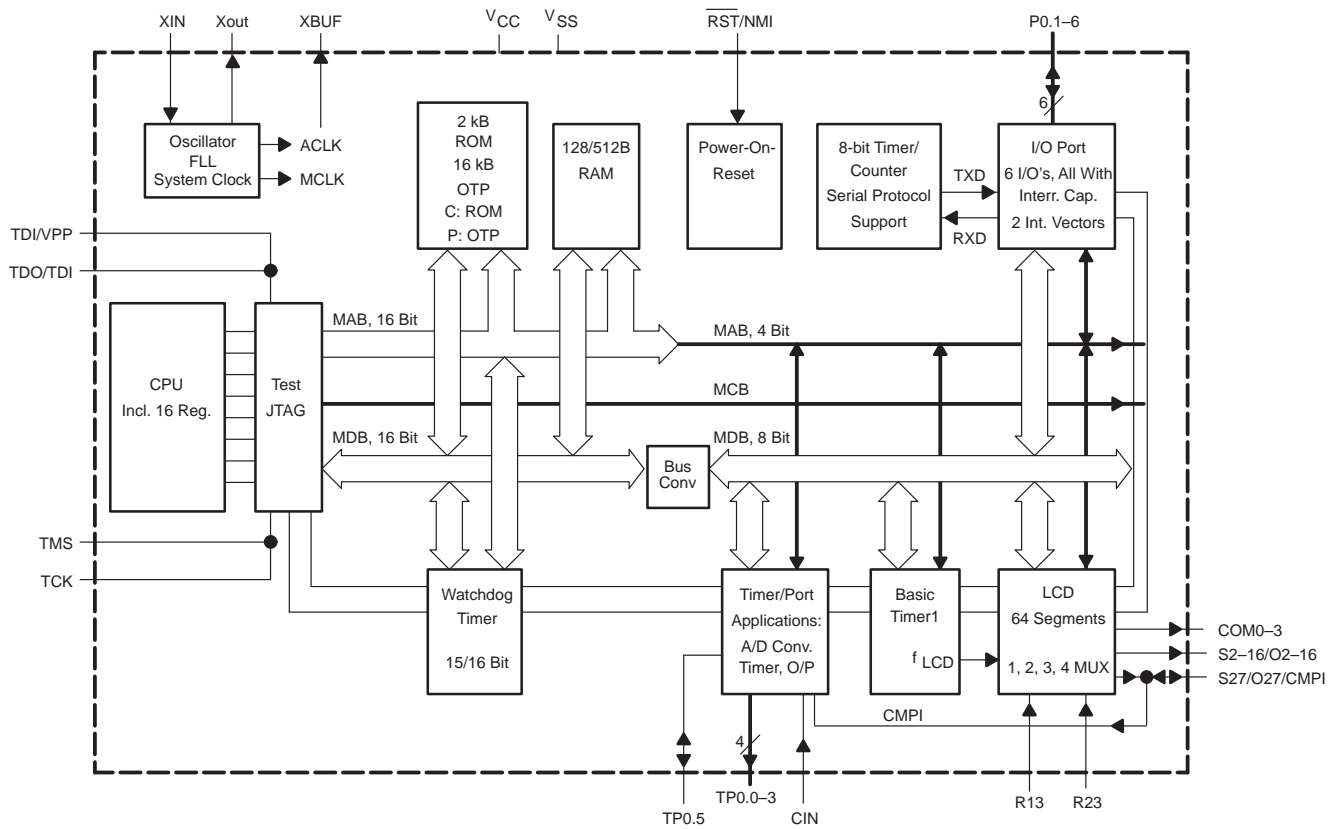 XIN
Xout
XBUF
VCC
VSS
RST/NMI
P0.1–6
6
Oscillator
FLL
System Clock
ACLK
MCLK
2 kB
ROM
16 kB
OTP
C: ROM
P: OTP
128/512B
RAM
Power-On-
Reset
8-bit Timer/
Counter
Serial Protocol
Support
TXD
RXD
I/O Port
6 I/O's, All With
Interr. Cap.
2 Int. Vectors
TDI/VPP
TDO/TDI
CPU
Incl. 16 Reg.
Test
JTAG
MAB, 16 Bit
MAB, 4 Bit
MCB
MDB, 16 Bit
MDB, 8 Bit
Bus
Conv
TMS
TCK
Watchdog
Timer
15/16 Bit
Timer/Port
Applications:
A/D Conv.
Timer, O/P
Basic
Timer1
fLCD
LCD
64 Segments
1, 2, 3, 4 MUX
COM0–3
S2–16/O2–16
S27/O27/CMPI
CMPI
4
TP0.5
TP0.0–3
CIN
R13
R23